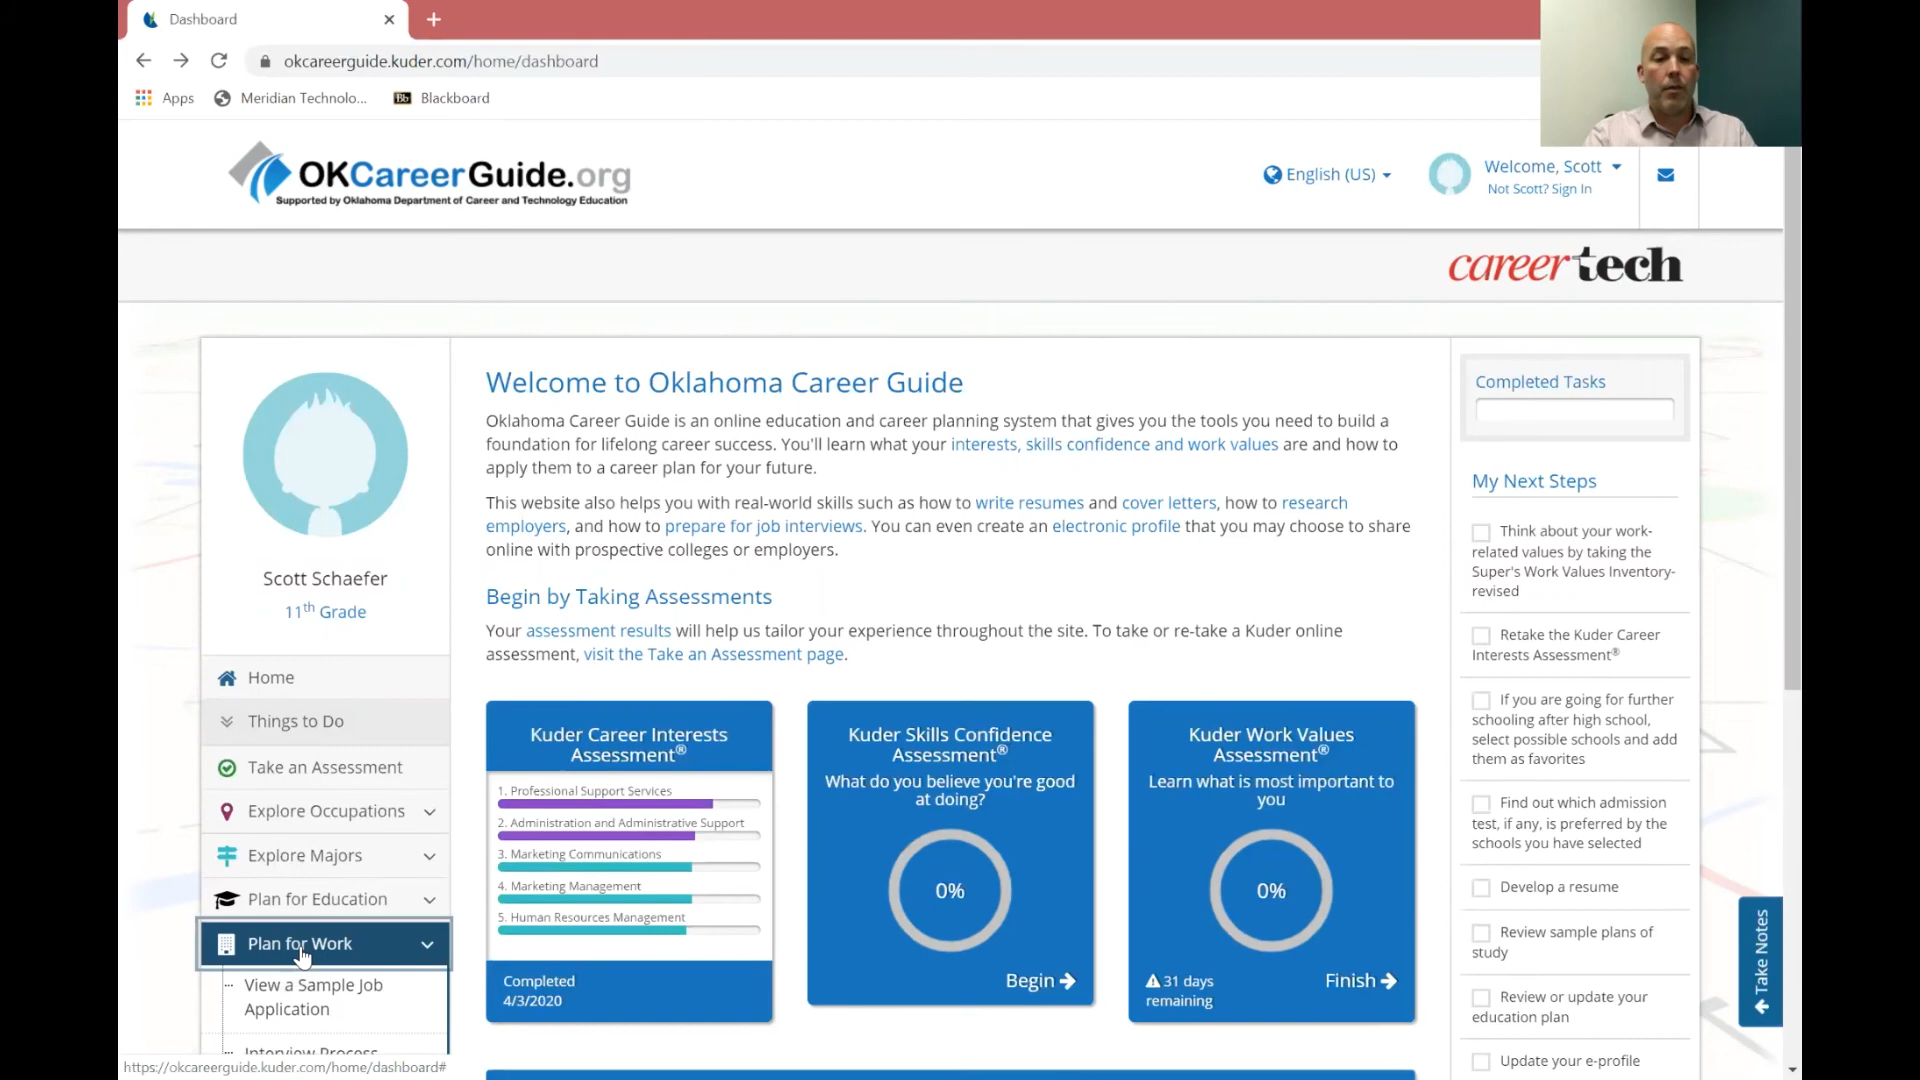 Dashboard
okcareerguide.kuder.com/home/dashboard
Apps
Meridian Technolo...
Bb
Blackboard
OKCareerGuide.org
Supported by Oklahoma Department of Career and Technology Education
English (US)
Welcome, Scott
Not Scott? Sign In
careertech
Scott Schaefer
11th Grade
Home
Things to Do
Take an Assessment
Explore Occupations
Explore Majors
Plan for Education
Plan for Work
View a Sample Job
Application
Interview Process
Welcome to Oklahoma Career Guide
Oklahoma Career Guide is an online education and career planning system that gives you the tools you need to build a
foundation for lifelong career success. You'll learn what your interests, skills confidence and work values are and how to
apply them to a career plan for your future.
This website also helps you with real-world skills such as how to write resumes and cover letters, how to research
employers, and how to prepare for job interviews. You can even create an electronic profile that you may choose to share
online with prospective colleges or employers.
Begin by Taking Assessments
Your assessment results will help us tailor your experience throughout the site. To take or re-take a Kuder online
assessment, visit the Take an Assessment page.
Kuder Career Interests
Assessment®
1. Professional Support Services
2. Administration and Administrative Support
3. Marketing Communications
4. Marketing Management
5. Human Resources Management
Completed
4/3/2020
Kuder Skills Confidence
Assessment®
What do you believe you're good
at doing?
0%
Begin
Kuder Work Values
Assessment®
Learn what is most important to
you
0%
31 days
remaining
Finish
Completed Tasks
My Next Steps
Think about your work-
related values by taking the
Super's Work Values Inventory-
revised
Retake the Kuder Career
Interests Assessment®
If you are going for further
schooling after high school,
select possible schools and add
them as favorites
Find out which admission
test, if any, is preferred by the
schools you have selected
Develop a resume
Review sample plans of
study
Review or update your
education plan
Update your e-profile
Take Notes
https://okcareerguide.kuder.com/home/dashboard#